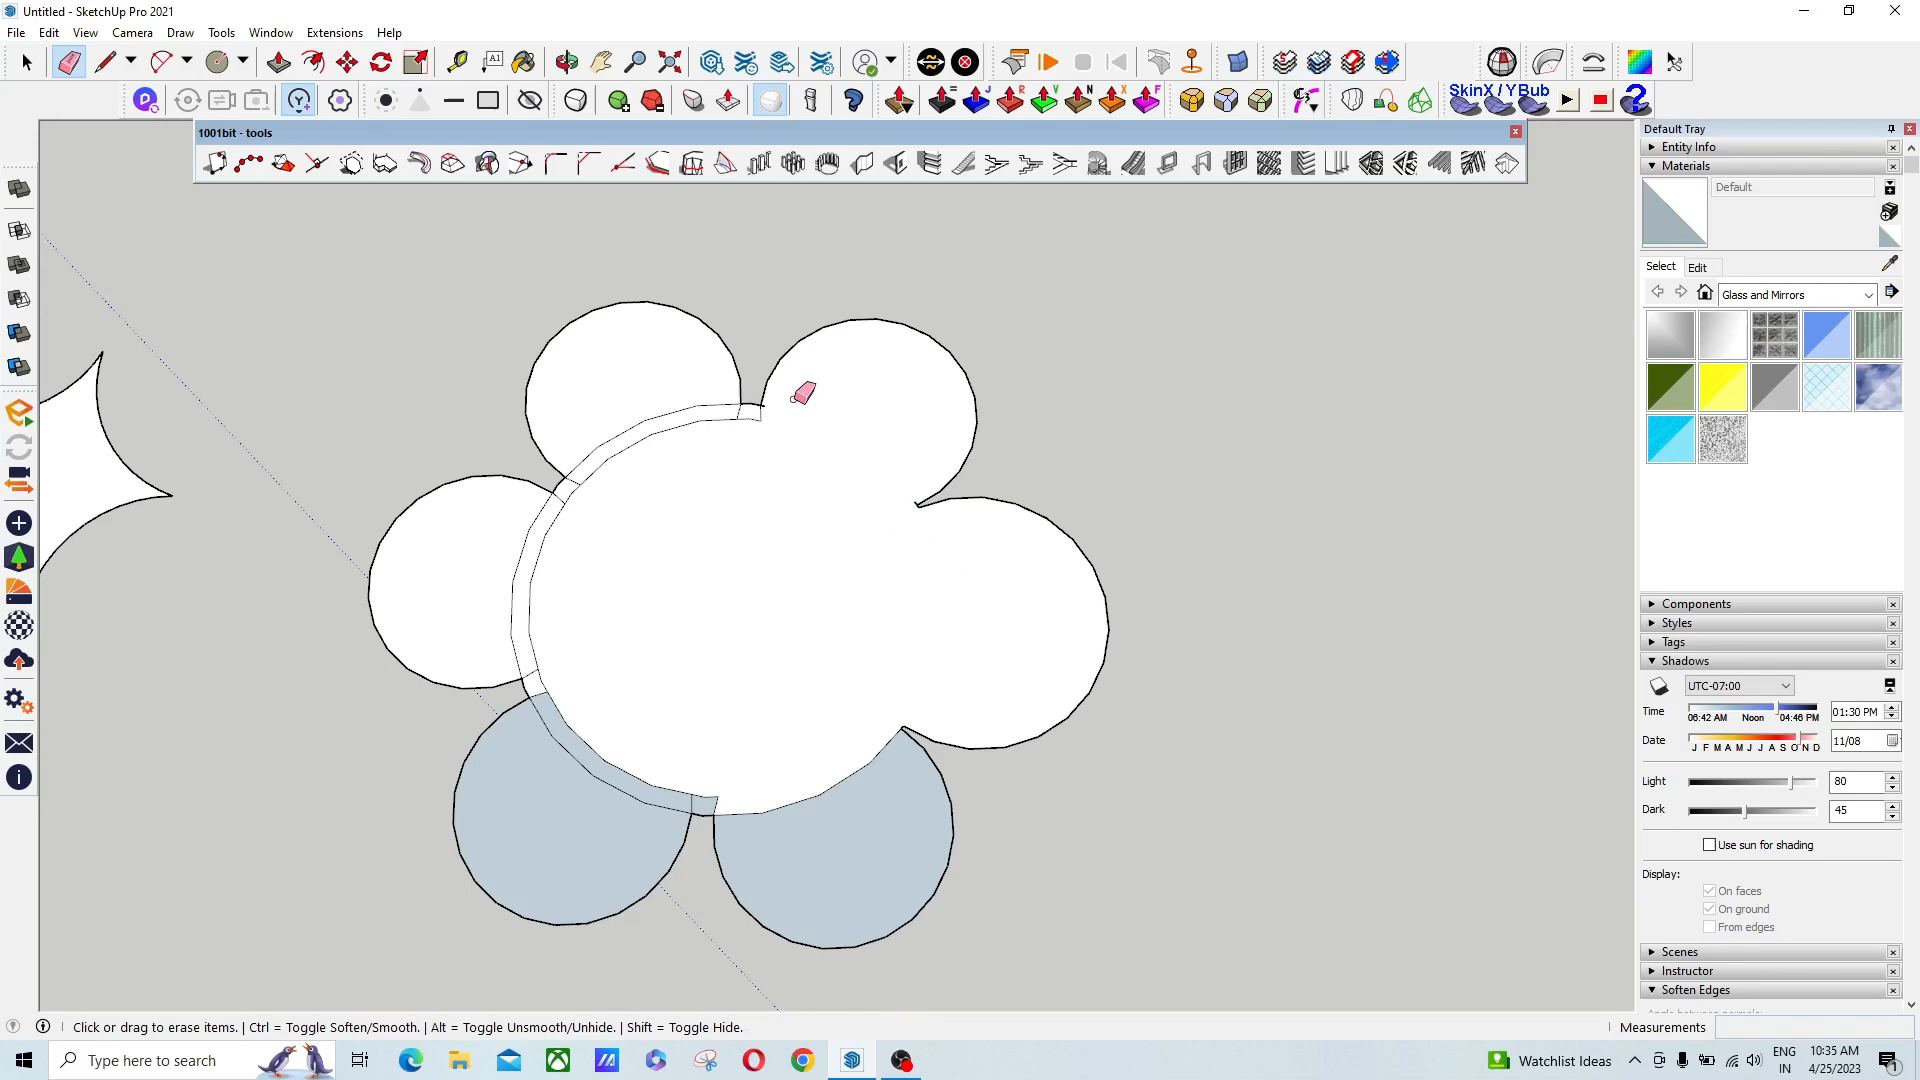 Untitled - SketchUp Pro 2021
File Edit View Camera Draw Tools Window Extensions Help
A1
SkinX / YBub
1001bit - tools
Default Tray
Entity Info
Materials
Default
Select Edit
Glass and Mirrors
Components
Styles
Tags
Shadows
UTC-07:00
Time 06:42 AM Noon 04:46 PM 01:30 PM
Date J F M A M J J A S O N D 11/08
Light 80
Dark 45
Use sun for shading
Display:
On faces
On ground
From edges
Scenes
Instructor
Soften Edges
Click or drag to erase items. | Ctrl = Toggle Soften/Smooth. | Alt = Toggle Unsmooth/Unhide. | Shift = Toggle Hide.
Measurements
Type here to search
Watchlist Ideas
ENG
IN
10:35 AM
4/25/2023
1